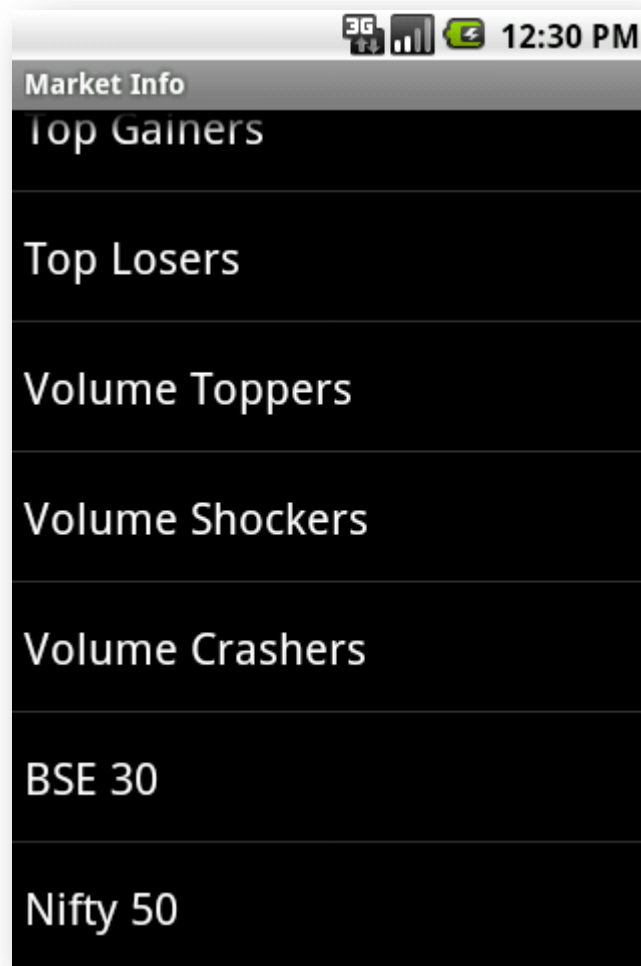 3G 12:30 PM
Market Info
Top Gainers
Top Losers
Volume Toppers
Volume Shockers
Volume Crashers
BSE 30
Nifty 50